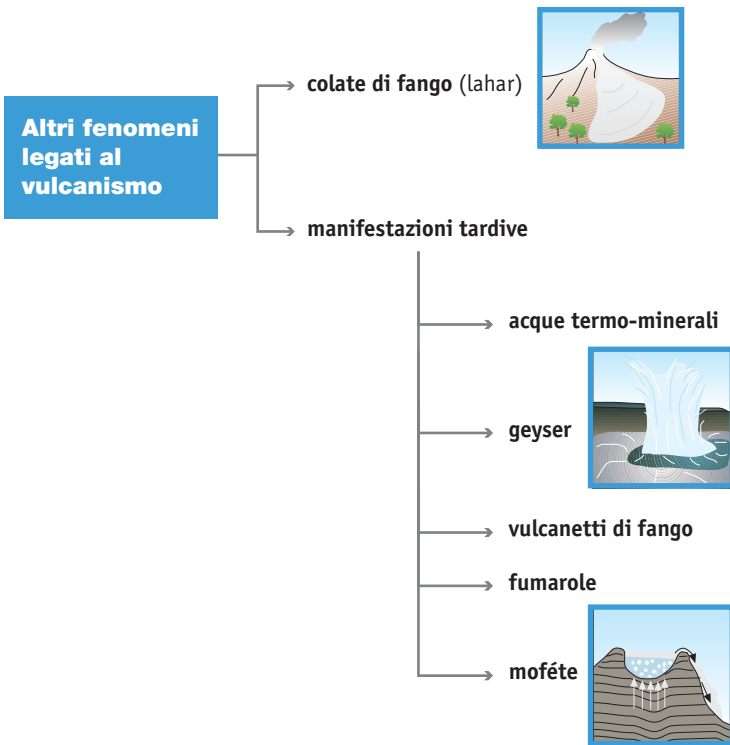 Altri fenomeni
legati al
vulcanismo
colate di fango (lahar)
manifestazioni tardive
acque termo-minerali
geyser
vulcanetti di fango
fumarole
moféte